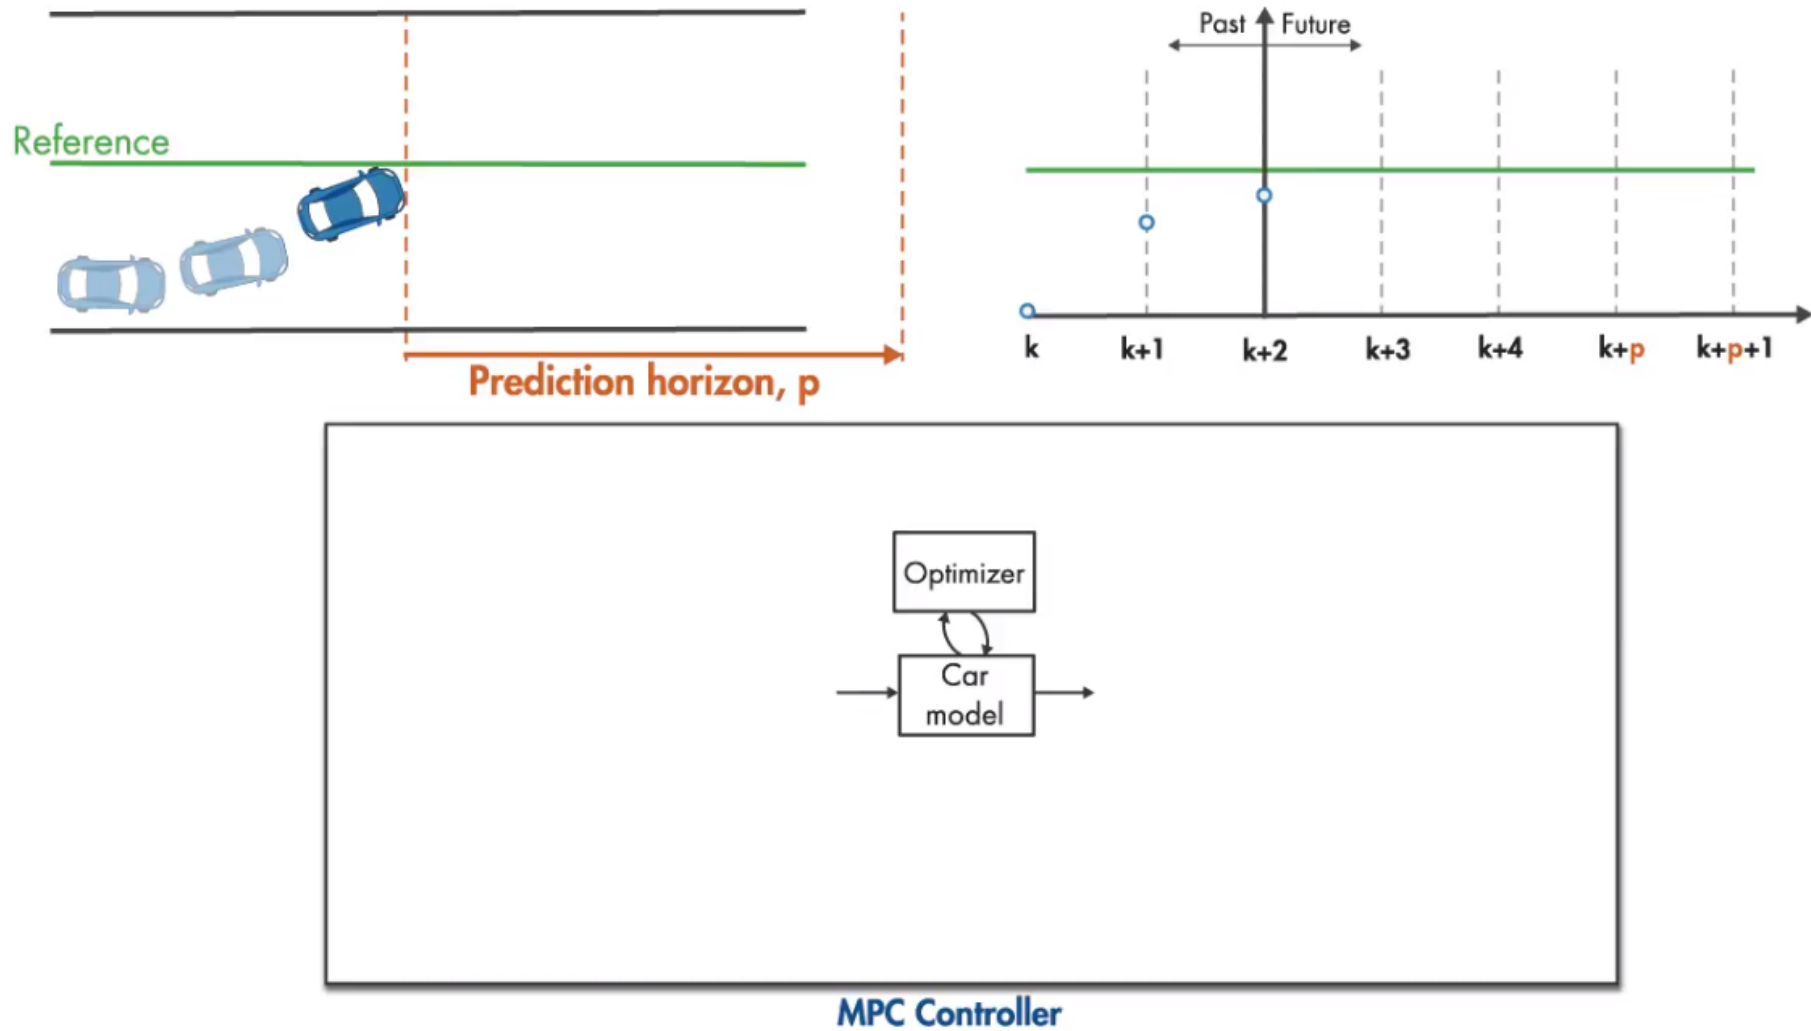 Reference
Prediction horizon, p
Past Future
k k+1 k+2 k+3 k+4 k+p k+p+1
Optimizer
Car
model
MPC Controller